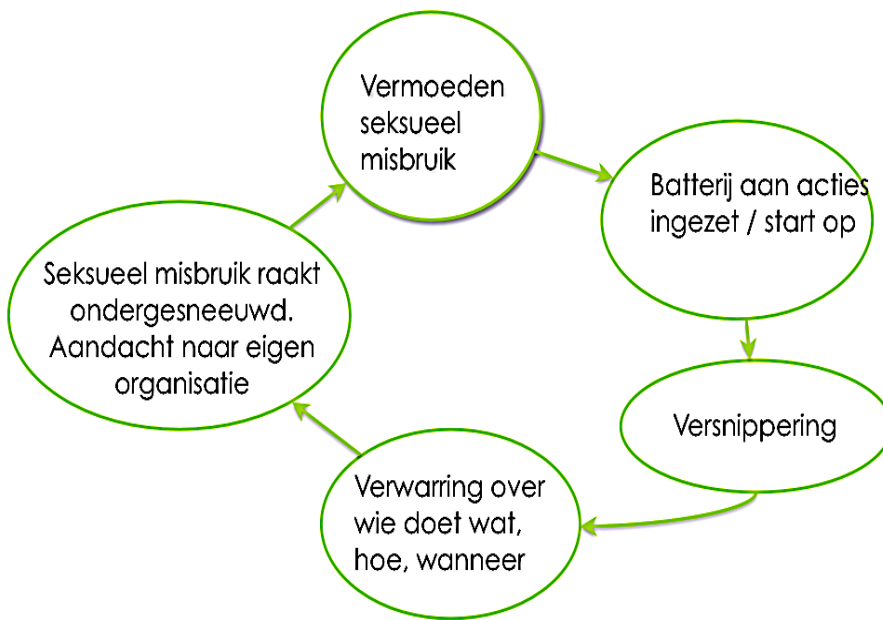 Vermoeden
seksueel
misbruik
Batterij aan acties
ingezet / start op
Versnippering
Verwarring over
wie doet wat,
hoe, wanneer
Seksueel misbruik raakt
ondergesneeuwd.
Aandacht naar eigen
organisatie